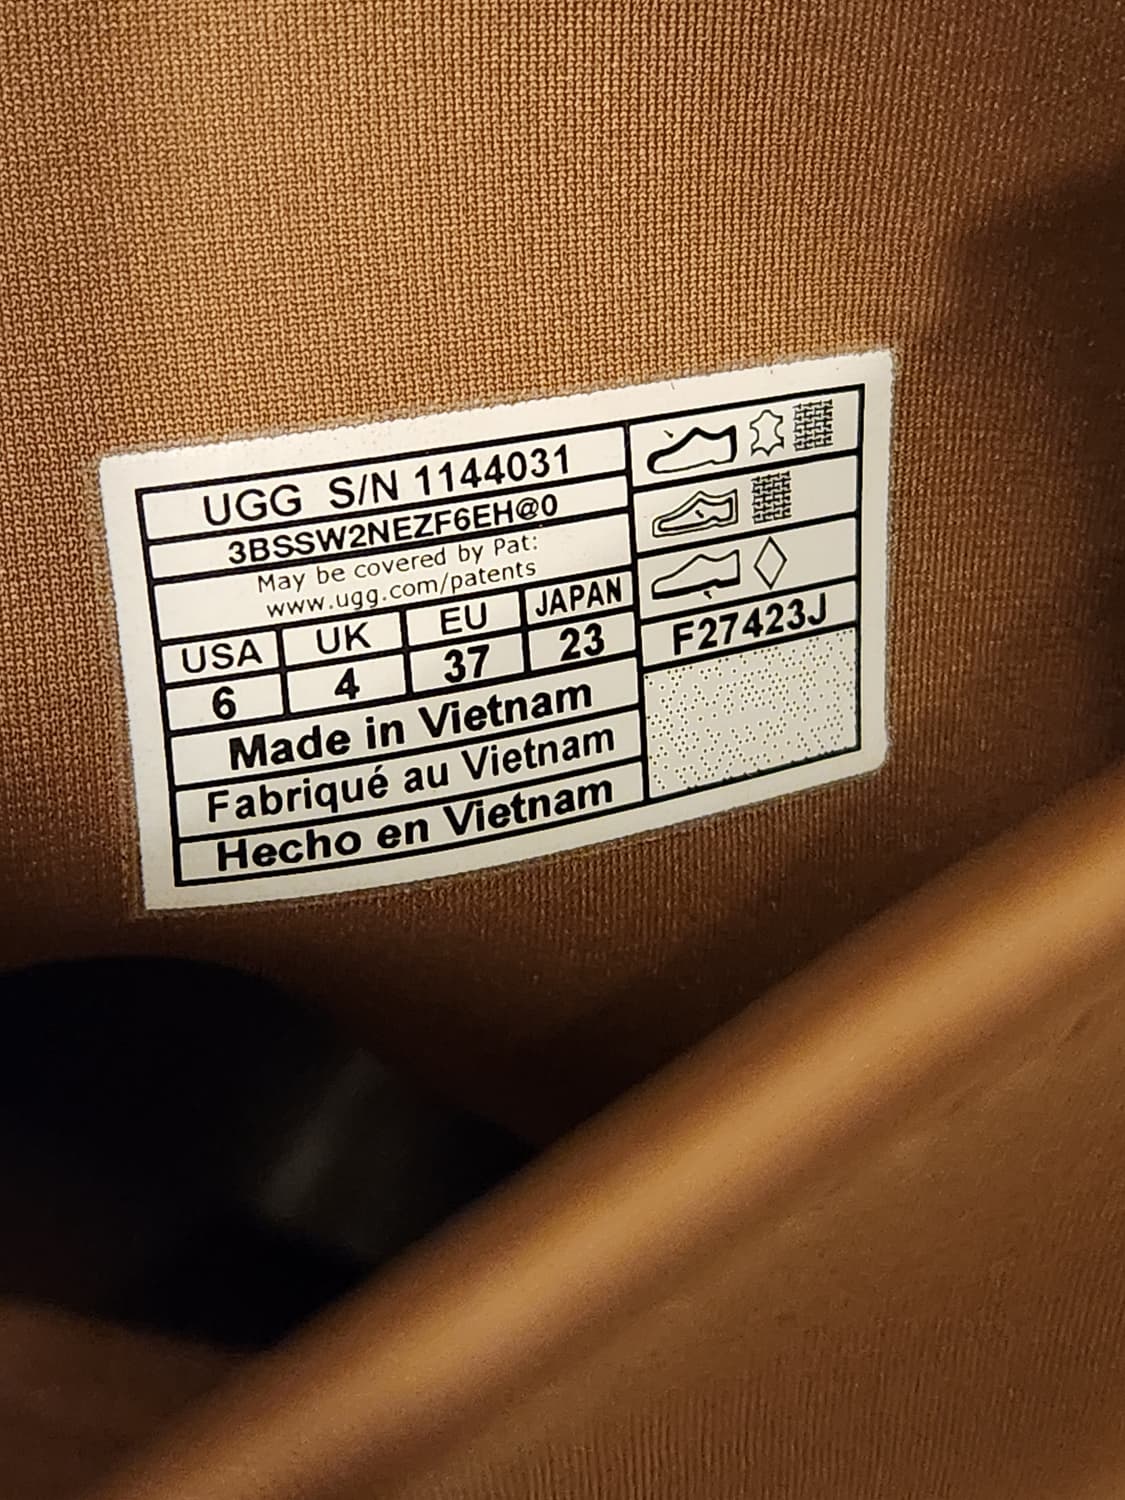 UGG S/N 1144031
3BSSW2NEZF6EH@0
May be covered by Pat:
www.ugg.com/patents
USA UK EU JAPAN
6 4 37 23
Made in Vietnam
Fabriqué au Vietnam
Hecho en Vietnam
F27423J